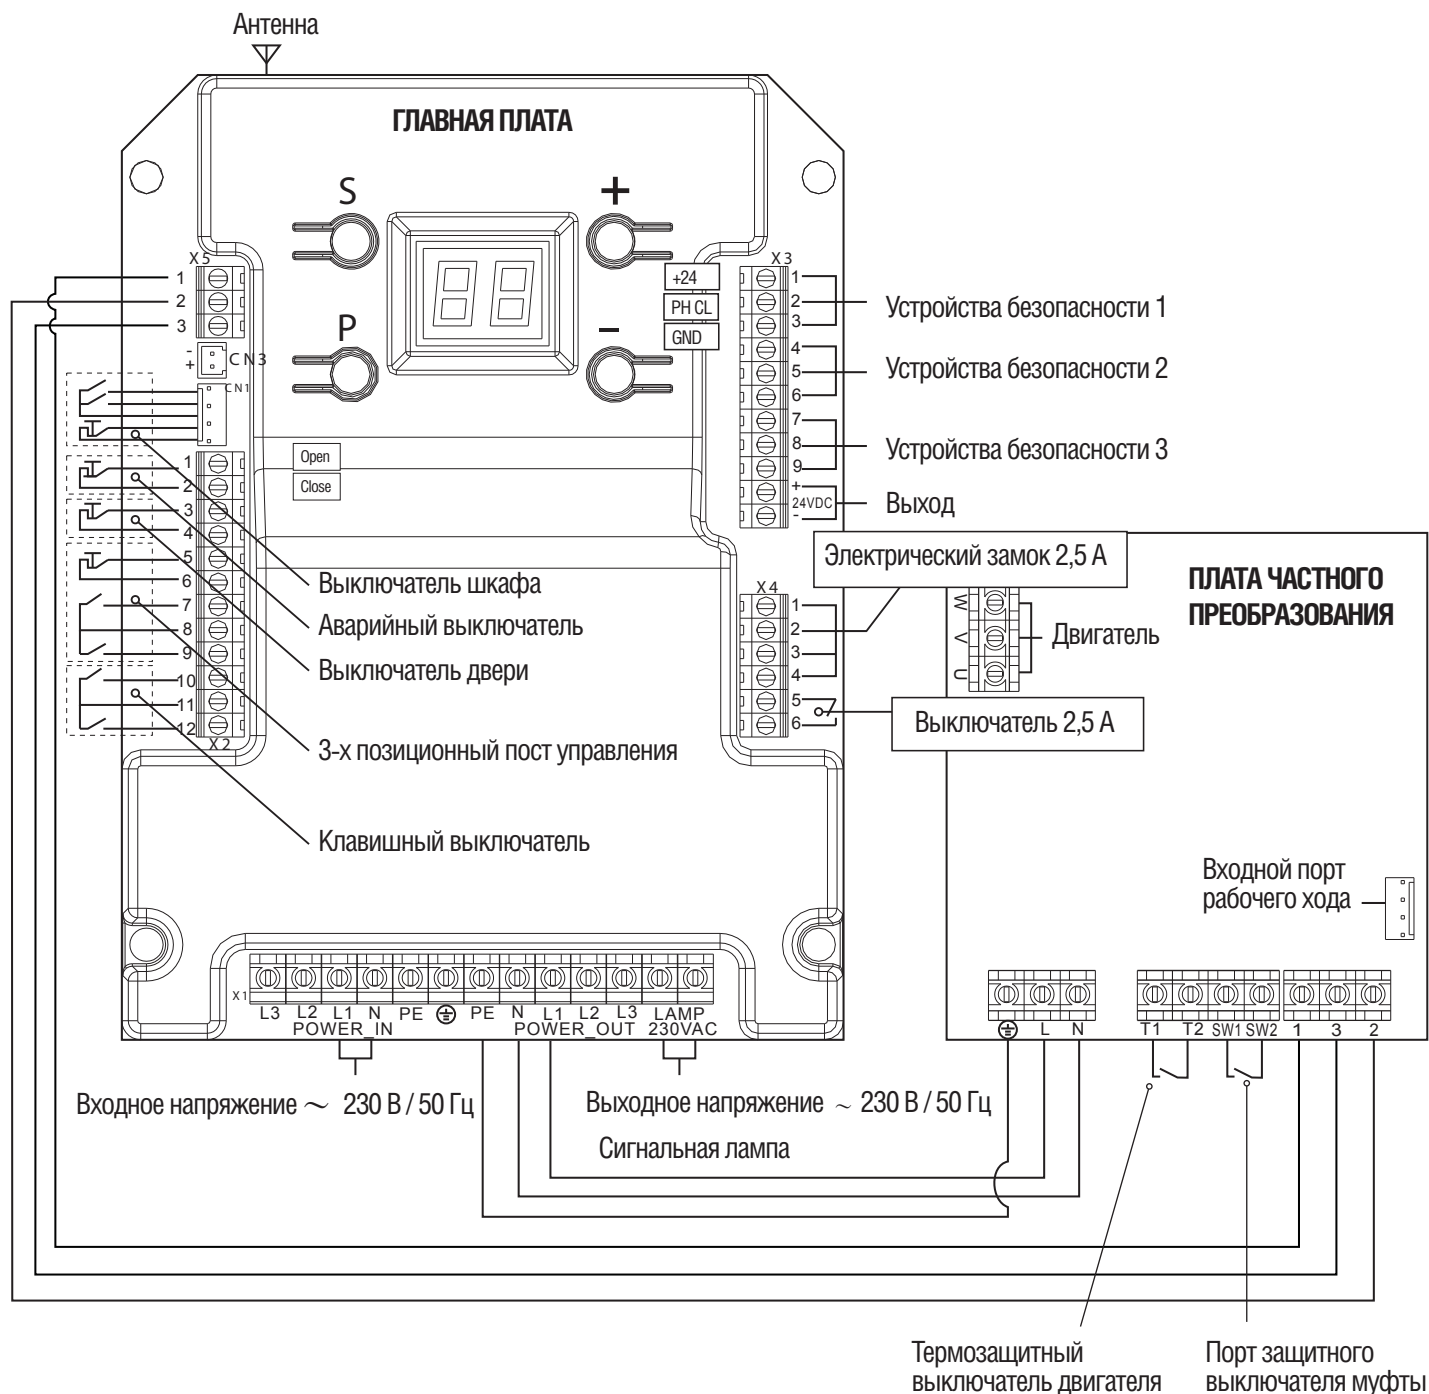 Антенна
ГЛАВНАЯ ПЛАТА
S
+
P
−
X5
1
2
3
-
+
CN3
CN1
+24
PH CL
GND
X3
1
2
3
4
5
6
7
8
9
+
24VDC
-
Устройства безопасности 1
Устройства безопасности 2
Устройства безопасности 3
Выход
Open
Close
1
2
3
4
5
6
7
8
9
10
11
12
X2
Выключатель шкафа
Аварийный выключатель
Выключатель двери
3-х позиционный пост управления
Клавишный выключатель
X4
1
2
3
4
5
6
Электрический замок 2,5 А
Выключатель 2,5 А
ПЛАТА ЧАСТНОГО
ПРЕОБРАЗОВАНИЯ
W
V
U
Двигатель
Входной порт
рабочего хода
X1
L3 L2 L1 N PE PE N L1 L2 L3 LAMP
POWER_IN POWER_OUT 230VAC
L N T1 T2 SW1 SW2 1 3 2
Входное напряжение ~ 230 В / 50 Гц
Выходное напряжение ~ 230 В / 50 Гц
Сигнальная лампа
Термозащитный
выключатель двигателя
Порт защитного
выключателя муфты